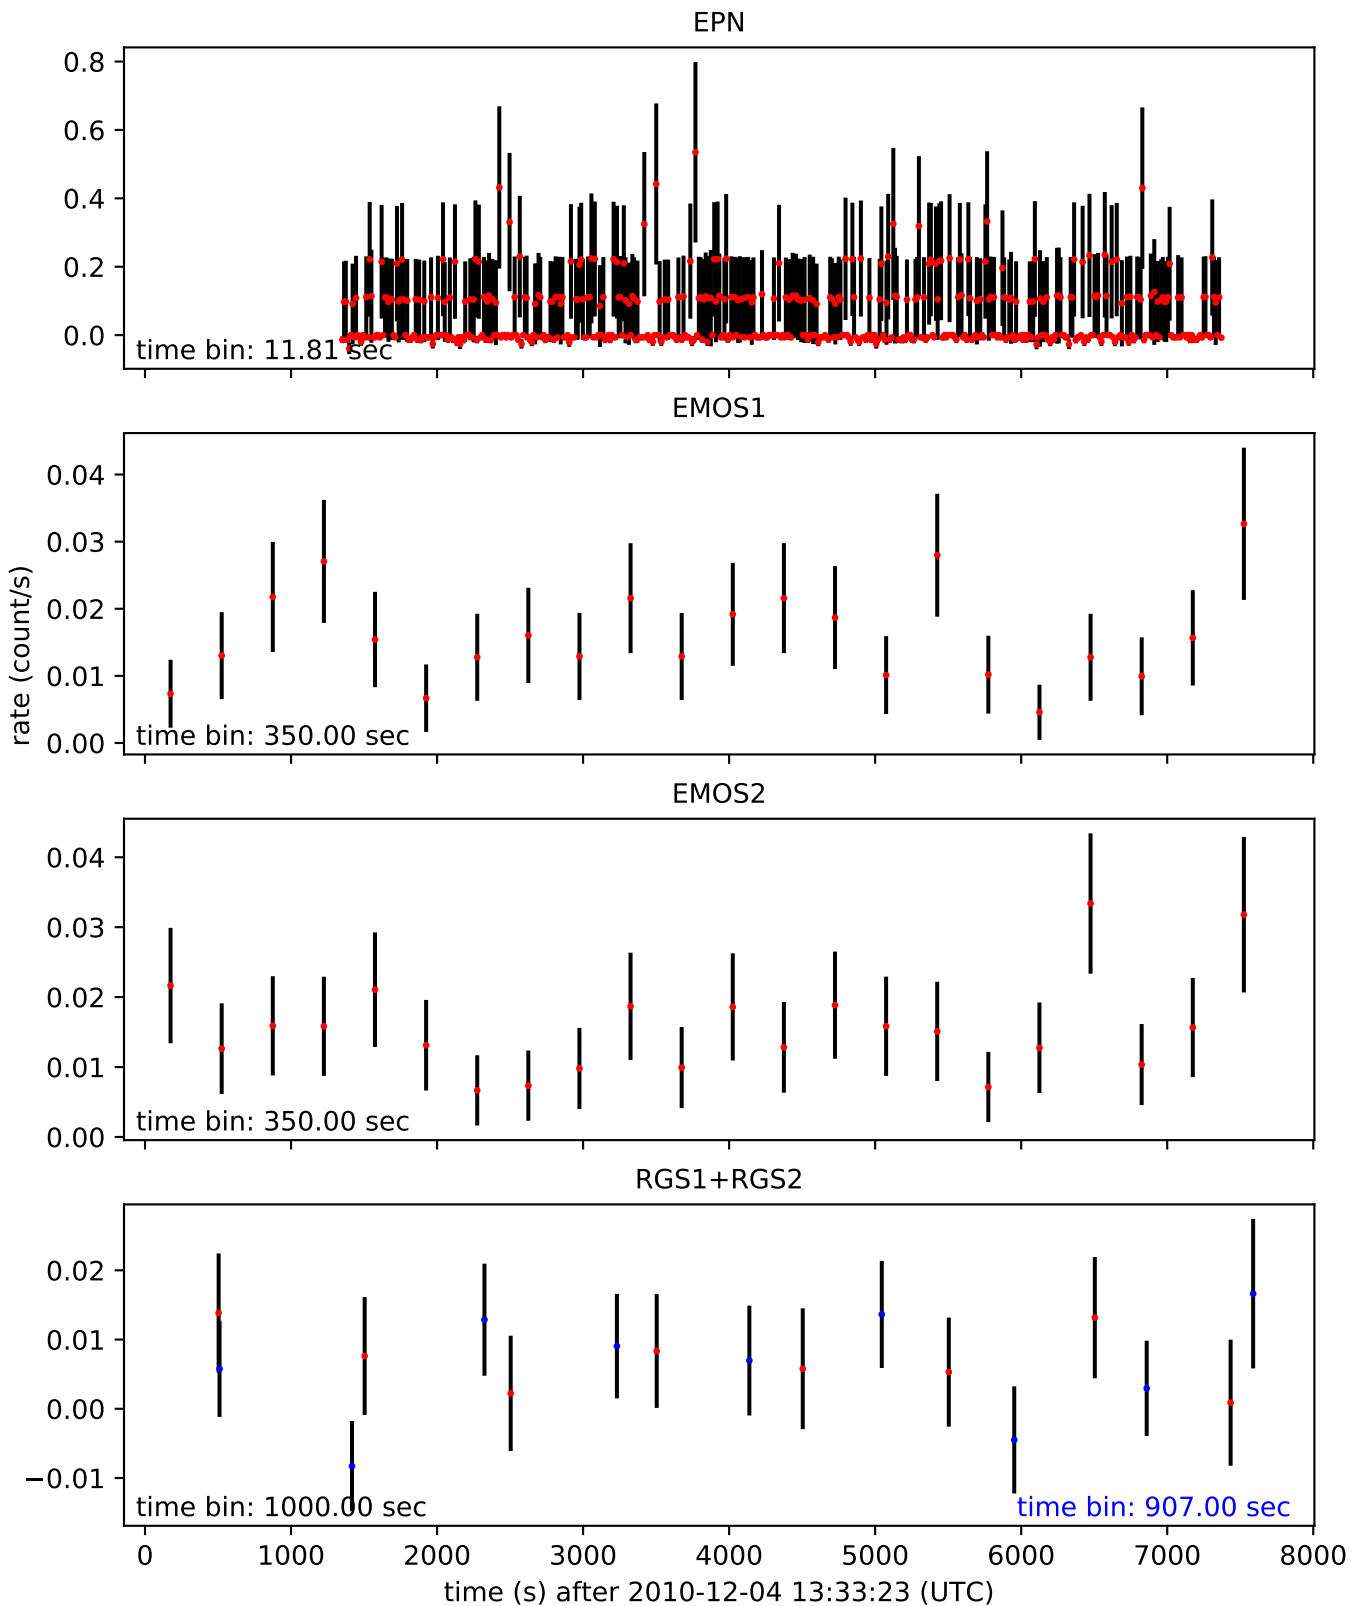 EPN
0.8
0.6
0.4
0.2
0.0
time bin: 11.81 sec
EMOS1
0.04
0.03
0.02
0.01
0.00
rate (count/s)
time bin: 350.00 sec
EMOS2
0.04
0.03
0.02
0.01
0.00
time bin: 350.00 sec
RGS1+RGS2
0.02
0.01
0.00
−0.01
time bin: 1000.00 sec time bin: 907.00 sec
0 1000 2000 3000 4000 5000 6000 7000 8000
time (s) after 2010-12-04 13:33:23 (UTC)